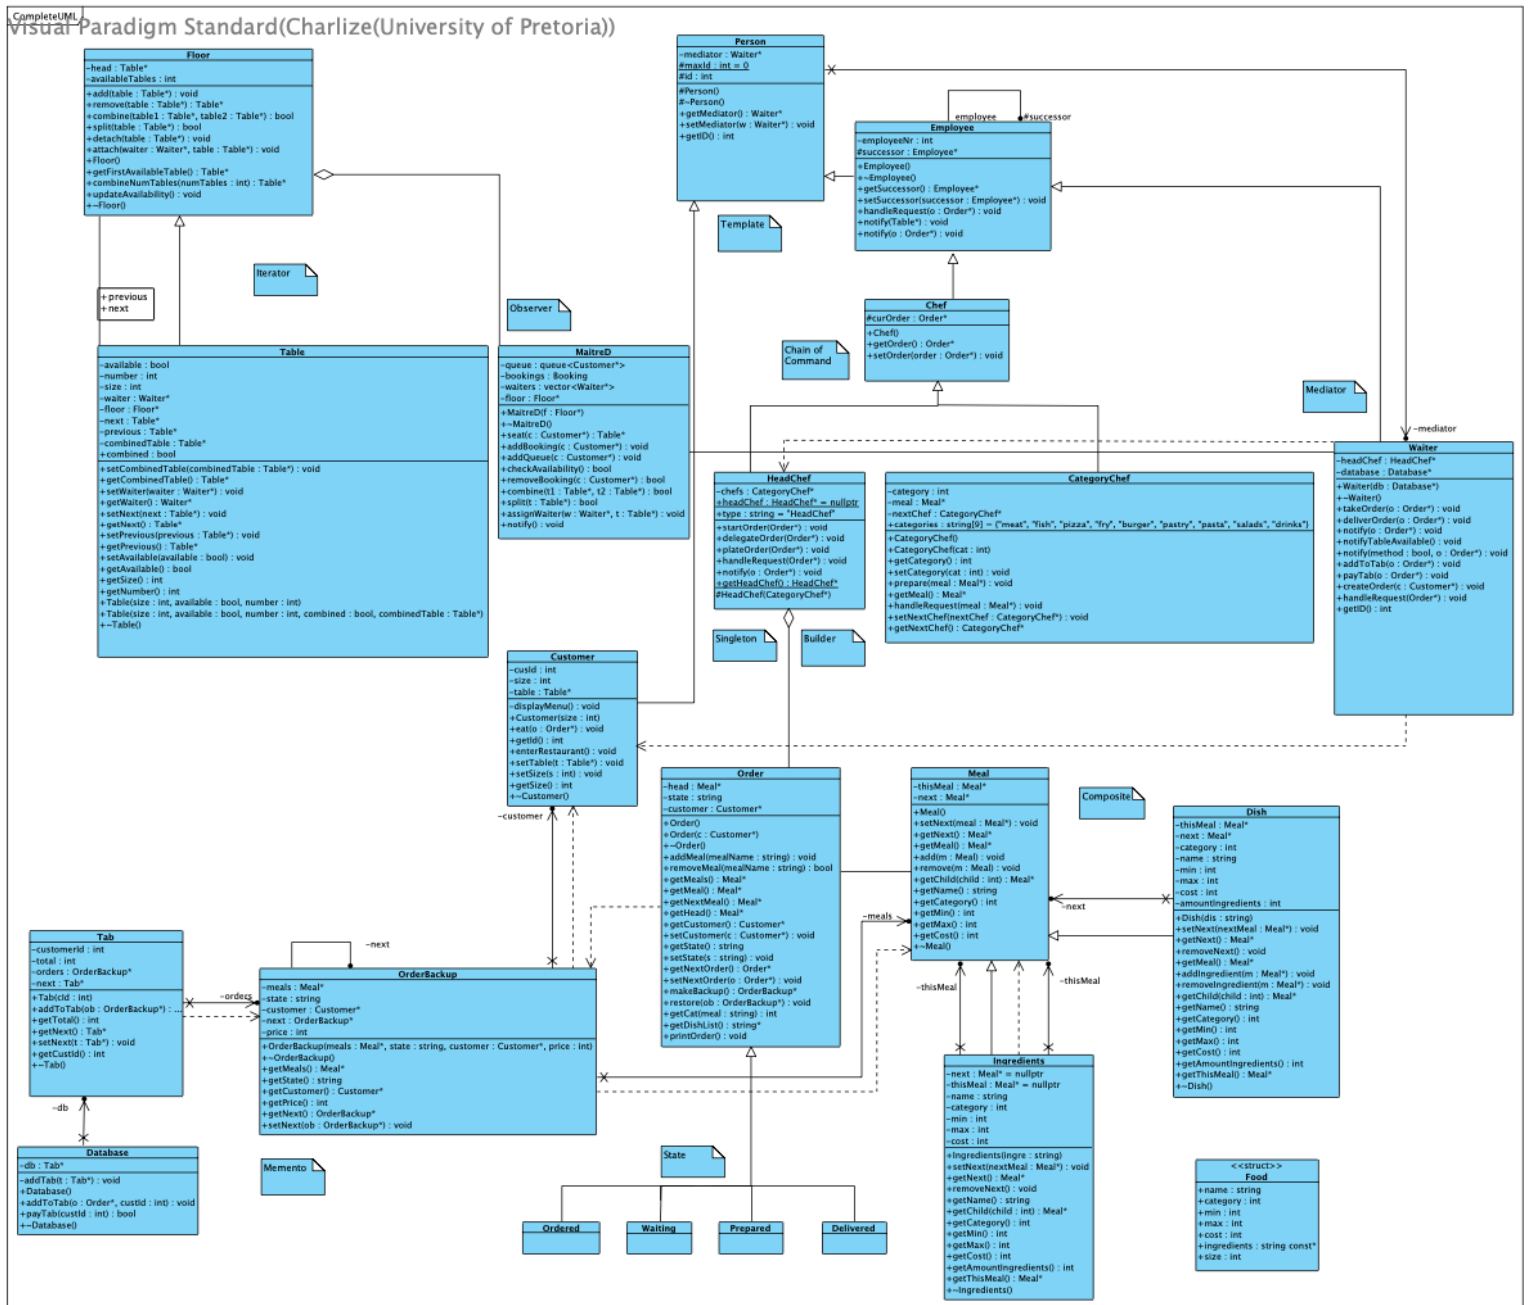 CompleteUML
Visual Paradigm Standard(Charlize(University of Pretoria))
Floor
-head : Table*
-availableTables : int
+add(table : Table*) : void
+remove(table : Table*) : Table*
+combine(table1 : Table*, table2 : Table*) : bool
+split(table : Table*) : bool
+detach(table : Table*) : void
+attach(waiter : Waiter*, table : Table*) : void
+Floor()
+getFirstAvailableTable() : Table*
+combineNumTables(numTables : int) : Table*
+updateAvailability() : void
+~Floor()
Person
-mediator : Waiter*
#maxId : int = 0
#id : int
#Person()
#~Person()
+getMediator() : Waiter*
+setMediator(w : Waiter*) : void
+getID() : int
employee
#successor
Employee
-employeeNr : int
#successor : Employee*
+Employee()
+~Employee()
+getSuccessor() : Employee*
+setSuccessor(successor : Employee*) : void
+handleRequest(o : Order*) : void
+notify(Table*) : void
+notify(o : Order*) : void
Template
Iterator
+previous
+next
Observer
Chef
#curOrder : Order*
+Chef()
+getOrder() : Order*
+setOrder(order : Order*) : void
Chain of
Command
Mediator
-mediator
Table
-available : bool
-number : int
-size : int
-waiter : Waiter*
-floor : Floor*
-next : Table*
-previous : Table*
-combinedTable : Table*
+combined : bool
+setCombinedTable(combinedTable : Table*) : void
+getCombinedTable() : Table*
+setWaiter(waiter : Waiter*) : void
+getWaiter() : Waiter*
+setNext(next : Table*) : void
+getNext() : Table*
+setPrevious(previous : Table*) : void
+getPrevious() : Table*
+setAvailable(available : bool) : void
+getAvailable() : bool
+getSize() : int
+getNumber() : int
+Table(size : int, available : bool, number : int)
+Table(size : int, available : bool, number : int, combined : bool, combinedTable : Table*)
+~Table()
MaitreD
-queue : queue<Customer*>
-bookings : Booking
-waiters : vector<Waiter*>
-floor : Floor*
+MaitreD(f : Floor*)
+~MaitreD()
+seat(c : Customer*) : Table*
+addBooking(c : Customer*) : void
+addQueue(c : Customer*) : void
+checkAvailability() : bool
+removeBooking(c : Customer*) : bool
+combine(t1 : Table*, t2 : Table*) : bool
+split(t : Table*) : bool
+assignWaiter(w : Waiter*, t : Table*) : void
+notify() : void
HeadChef
-chefs : CategoryChef*
+headChef : HeadChef* = nullptr
+type : string = "HeadChef"
+startOrder(Order*) : void
+delegateOrder(Order*) : void
+plateOrder(Order*) : void
+handleRequest(Order*) : void
+notify(o : Order*) : void
+getHeadChef() : HeadChef*
#HeadChef(CategoryChef*)
CategoryChef
-category : int
-meal : Meal*
-nextChef : CategoryChef*
+categories : string[9] = {"meat", "fish", "pizza", "fry", "burger", "pastry", "pasta", "salads", "drinks"}
+CategoryChef()
+CategoryChef(cat : int)
+getCategory() : int
+setCategory(cat : int) : void
+prepare(meal : Meal*) : void
+getMeal() : Meal*
+handleRequest(meal : Meal*) : void
+setNextChef(nextChef : CategoryChef*) : void
+getNextChef() : CategoryChef*
Waiter
-headChef : HeadChef*
-database : Database*
+Waiter(db : Database*)
+~Waiter()
+takeOrder(o : Order*) : void
+deliverOrder(o : Order*) : void
+notify(o : Order*) : void
+notifyTableAvailable() : void
+notify(method : bool, o : Order*) : void
+addToTab(o : Order*) : void
+payTab(o : Order*) : void
+createOrder(c : Customer*) : void
+handleRequest(o : Order*) : void
+getID() : int
Singleton
Builder
Customer
-cusId : int
-size : int
-table : Table*
-displayMenu() : void
+Customer(size : int)
+eat(o : Order*) : void
+getId() : int
+enterRestaurant() : void
+setTable(t : Table*) : void
+setSize(s : int) : void
+getSize() : int
+~Customer()
-customer
Order
-head : Meal*
-state : string
-customer : Customer*
+Order()
+Order(c : Customer*)
+~Order()
+addMeal(mealName : string) : void
+removeMeal(mealName : string) : bool
+getMeals() : Meal*
+getMeal() : Meal*
+getNextMeal() : Meal*
+getHead() : Meal*
+getCustomer() : Customer*
+setCustomer(c : Customer*) : void
+getState() : string
+setState(s : string) : void
+getNextOrder() : Order*
+setNextOrder(o : Order*) : void
+makeBackup() : OrderBackup*
+restore(ob : OrderBackup*) : void
+getCat(meal : string) : int
+getDishList() : string*
+printOrder() : void
Meal
-thisMeal : Meal*
-next : Meal*
+Meal()
+setNext(meal : Meal*) : void
+getNext() : Meal*
+getMeal() : Meal*
+add(m : Meal) : void
+remove(m : Meal) : void
+getChild(child : int) : Meal*
+getName() : string
+getCategory() : int
+getMin() : int
+getMax() : int
+getCost() : int
+~Meal()
Composite
-meals
-next
-thisMeal
-thisMeal
Dish
-thisMeal : Meal*
-next : Meal*
-category : int
-name : string
-min : int
-max : int
-cost : int
-amountIngredients : int
+Dish(dis : string)
+setNext(nextMeal : Meal*) : void
+getNext() : Meal*
+removeNext() : void
+getMeal() : Meal*
+addIngredient(m : Meal*) : void
+removeIngredient(m : Meal*) : void
+getChild(child : int) : Meal*
+getName() : string
+getCategory() : int
+getMin() : int
+getMax() : int
+getCost() : int
+getAmountIngredients() : int
+getThisMeal() : Meal*
+~Dish()
Tab
-customerId : int
-total : int
-orders : OrderBackup*
-next : Tab*
+Tab(cId : int)
+addToTab(ob : OrderBackup*) : ...
+getTotal() : int
+getNext() : Tab*
+setNext(t : Tab*) : void
+getCustId() : int
+~Tab()
-orders
-next
OrderBackup
-meals : Meal*
-state : string
-customer : Customer*
-next : OrderBackup*
-price : int
+OrderBackup(meals : Meal*, state : string, customer : Customer*, price : int)
+~OrderBackup()
+getMeals() : Meal*
+getState() : string
+getCustomer() : Customer*
+getPrice() : int
+getNext() : OrderBackup*
+setNext(ob : OrderBackup*) : void
-db
Database
-db : Tab*
-addTab(t : Tab*) : void
+Database()
+addToTab(o : Order*, custId : int) : void
+payTab(custId : int) : bool
+~Database()
Memento
State
Ordered
Waiting
Prepared
Delivered
Ingredients
-next : Meal* = nullptr
-thisMeal : Meal* = nullptr
-name : string
-category : int
-min : int
-max : int
-cost : int
+Ingredients(ingre : string)
+setNext(nextMeal : Meal*) : void
+getNext() : Meal*
+removeNext() : void
+getName() : string
+getChild(child : int) : Meal*
+getCategory() : int
+getMin() : int
+getMax() : int
+getCost() : int
+getAmountIngredients() : int
+getThisMeal() : Meal*
+~Ingredients()
<<struct>>
Food
+name : string
+category : int
+min : int
+max : int
+cost : int
+ingredients : string const*
+size : int